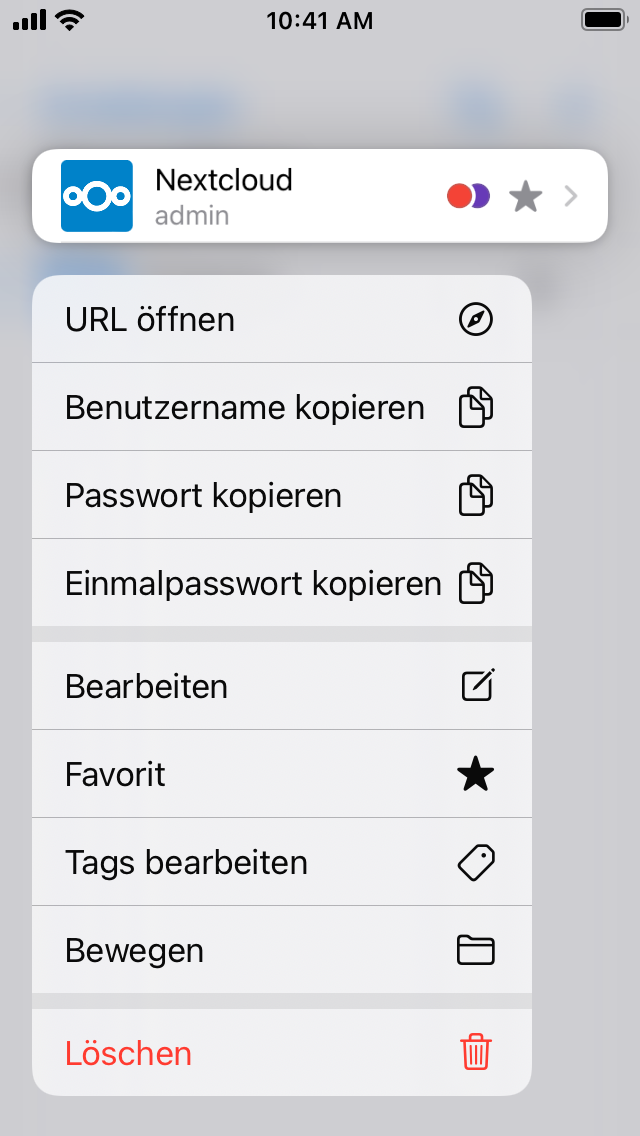 10:41 AM
Nextcloud
admin
URL öffnen
Benutzername kopieren
Passwort kopieren
Einmalpasswort kopieren
Bearbeiten
Favorit
Tags bearbeiten
Bewegen
Löschen